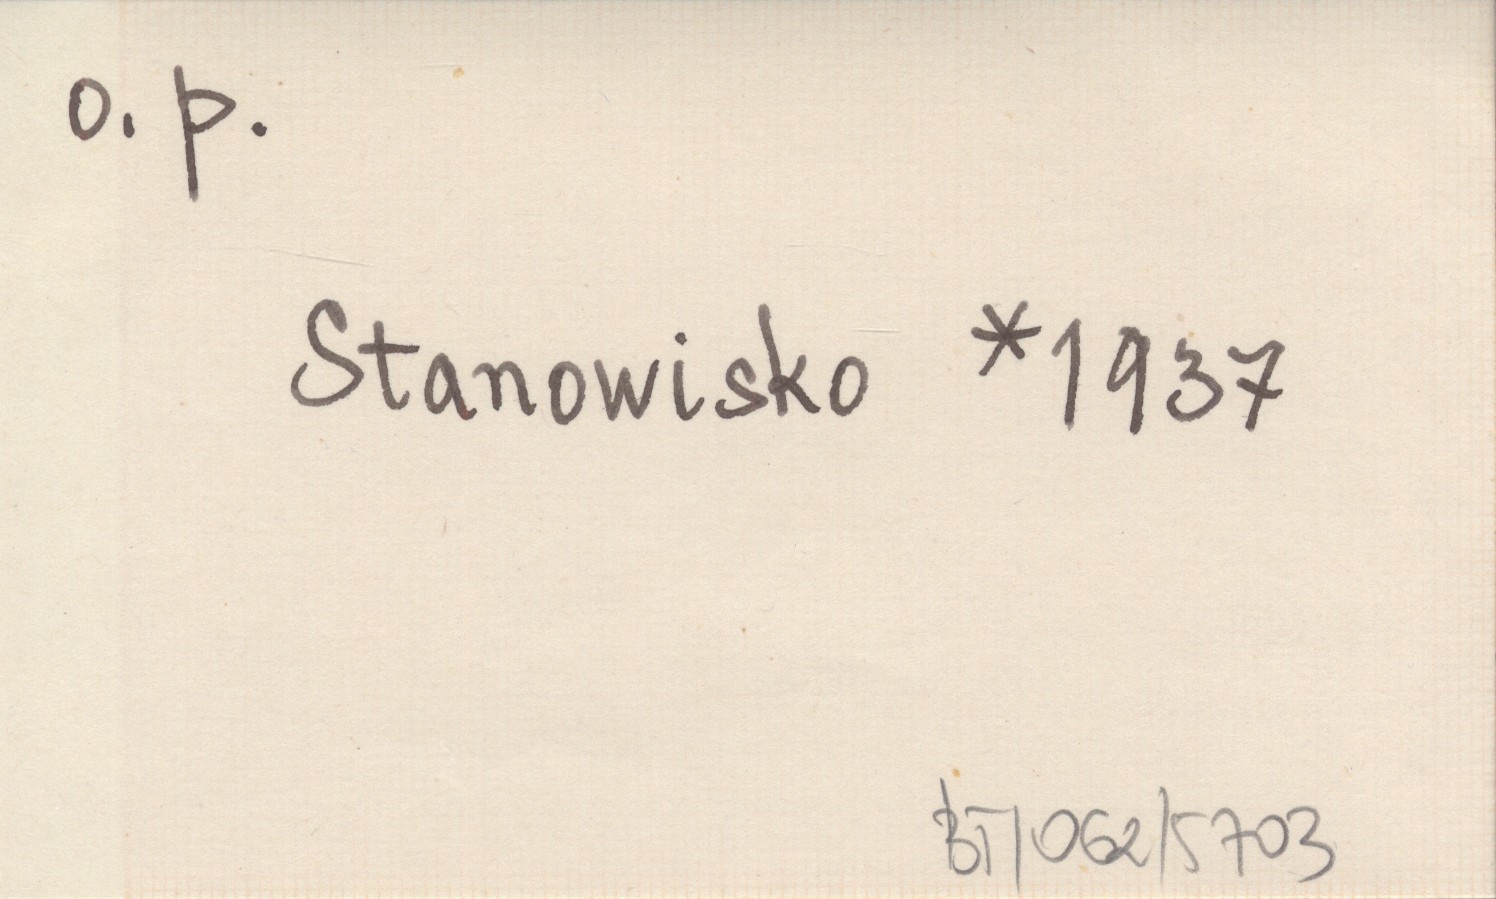 o. p.
Stanowisko *1937
BT/062/5703